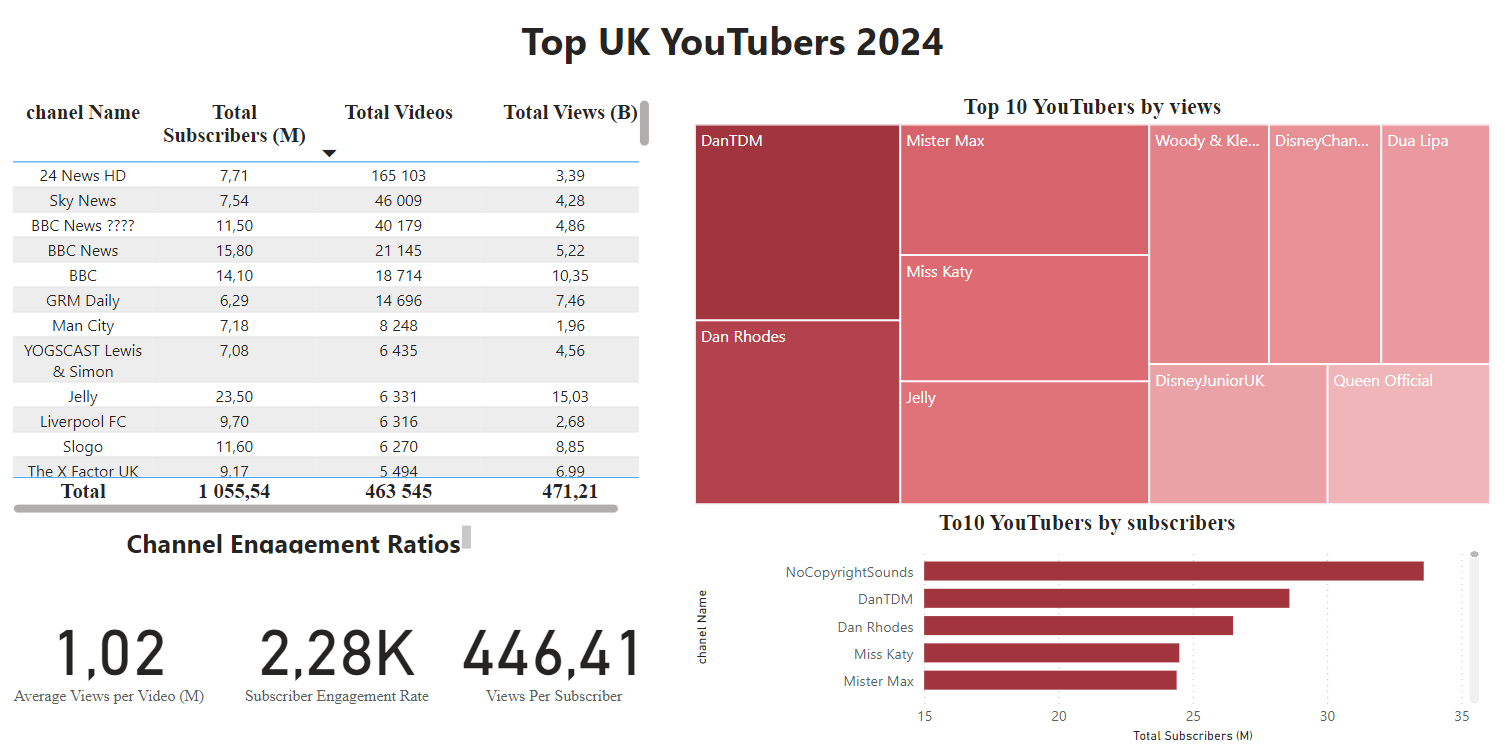 Top UK YouTubers 2024
chanel Name Total Subscribers (M) Total Videos Total Views (B)
24 News HD 7,71 165 103 3,39
Sky News 7,54 46 009 4,28
BBC News ???? 11,50 40 179 4,86
BBC News 15,80 21 145 5,22
BBC 14,10 18 714 10,35
GRM Daily 6,29 14 696 7,46
Man City 7,18 8 248 1,96
YOGSCAST Lewis & Simon 7,08 6 435 4,56
Jelly 23,50 6 331 15,03
Liverpool FC 9,70 6 316 2,68
Slogo 11,60 6 270 8,85
The X Factor UK 9,17 5 494 6,99
Total 1 055,54 463 545 471,21
Channel Engagement Ratios
1,02 2,28K 446,41
Average Views per Video (M) Subscriber Engagement Rate Views Per Subscriber
Top 10 YouTubers by views
DanTDM
Dan Rhodes
Mister Max
Miss Katy
Jelly
Woody & Kle...
DisneyChan...
Dua Lipa
DisneyJuniorUK
Queen Official
To10 YouTubers by subscribers
chanel Name
NoCopyrightSounds
DanTDM
Dan Rhodes
Miss Katy
Mister Max
15 20 25 30 35
Total Subscribers (M)